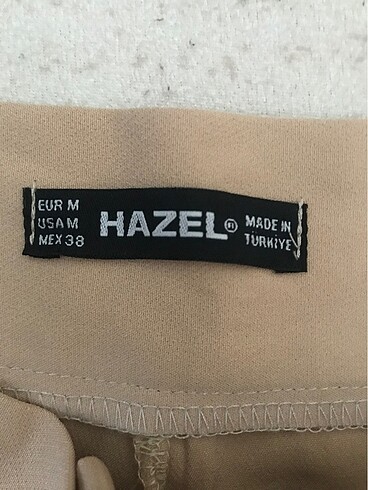 EUR M
USA M
MEX 38
HAZEL ®
MADE IN
TÜRKİYE